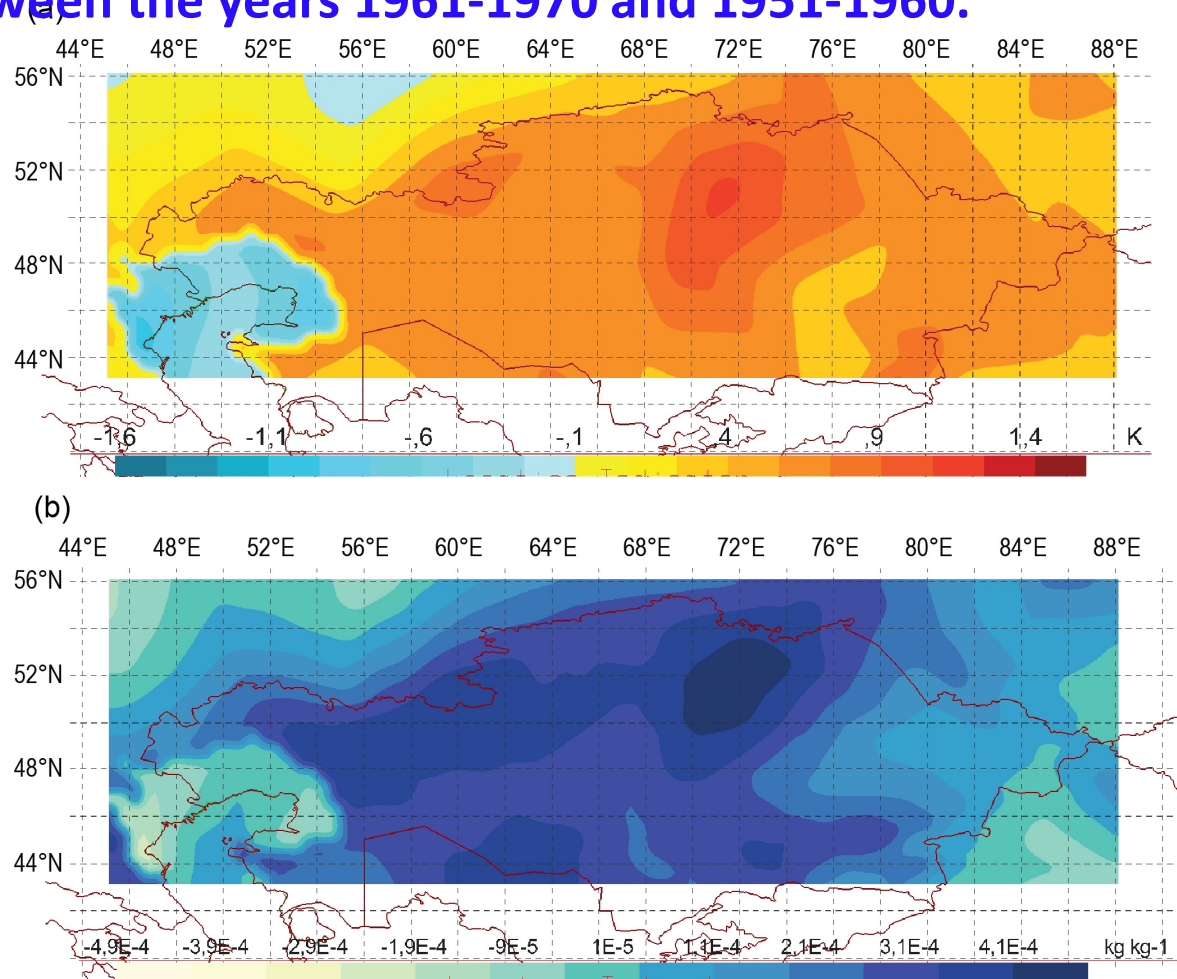 ween the years 1961-1970 and 1951-1960.
(a)
44°E 48°E 52°E 56°E 60°E 64°E 68°E 72°E 76°E 80°E 84°E 88°E
56°N
52°N
48°N
44°N
-1,6 -1,1 -,6 -,1 ,4 ,9 1,4 K
(b)
44°E 48°E 52°E 56°E 60°E 64°E 68°E 72°E 76°E 80°E 84°E 88°E
56°N
52°N
48°N
44°N
-4,9E-4 -3,9E-4 -2,9E-4 -1,9E-4 -9E-5 1E-5 1,1E-4 2,1E-4 3,1E-4 4,1E-4 kg kg-1